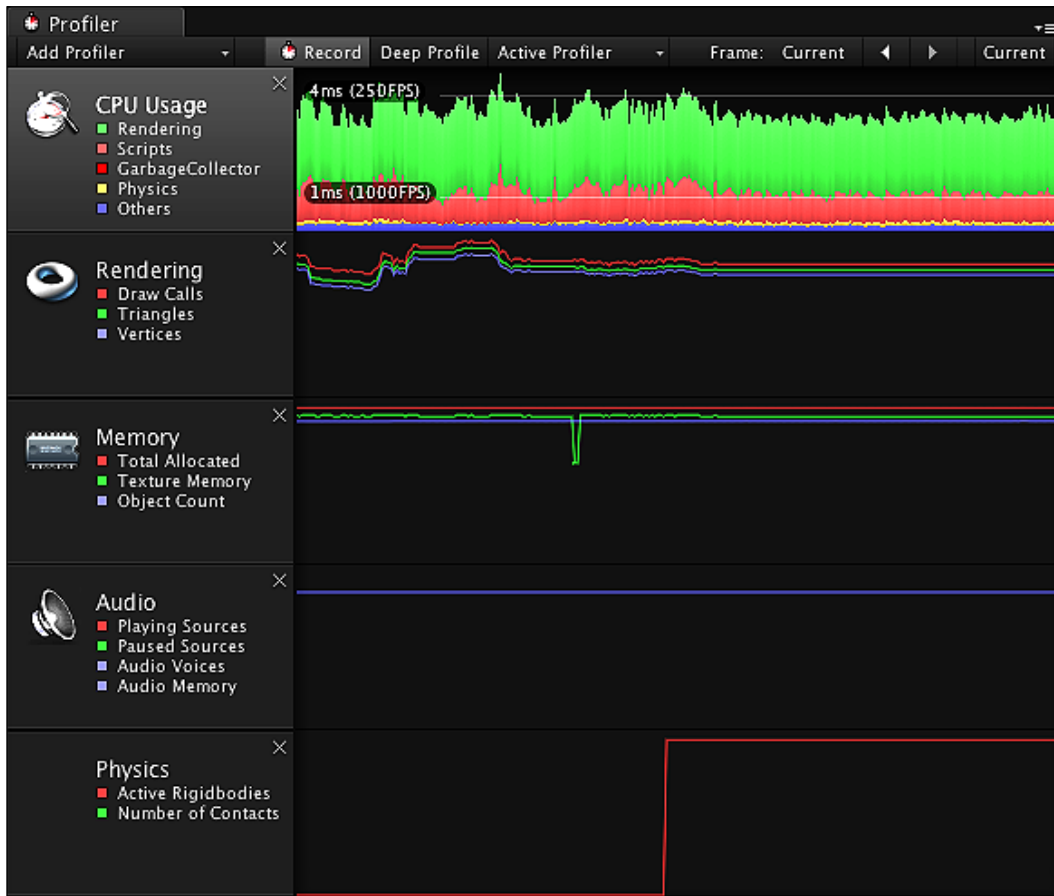 Profiler
Add Profiler Record Deep Profile Active Profiler Frame: Current Current
CPU Usage
Rendering
Scripts
GarbageCollector
Physics
Others
4ms (250FPS)
1ms (1000FPS)
Rendering
Draw Calls
Triangles
Vertices
Memory
Total Allocated
Texture Memory
Object Count
Audio
Playing Sources
Paused Sources
Audio Voices
Audio Memory
Physics
Active Rigidbodies
Number of Contacts